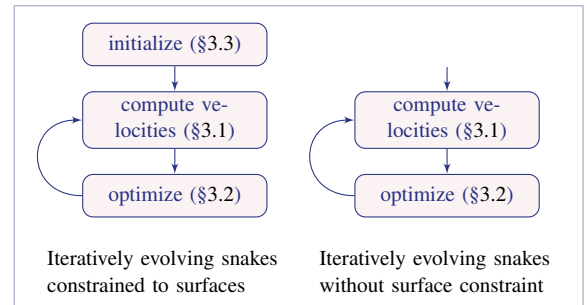 initialize (§3.3)
compute ve-
locities (§3.1)
optimize (§3.2)
Iteratively evolving snakes
constrained to surfaces
compute ve-
locities (§3.1)
optimize (§3.2)
Iteratively evolving snakes
without surface constraint